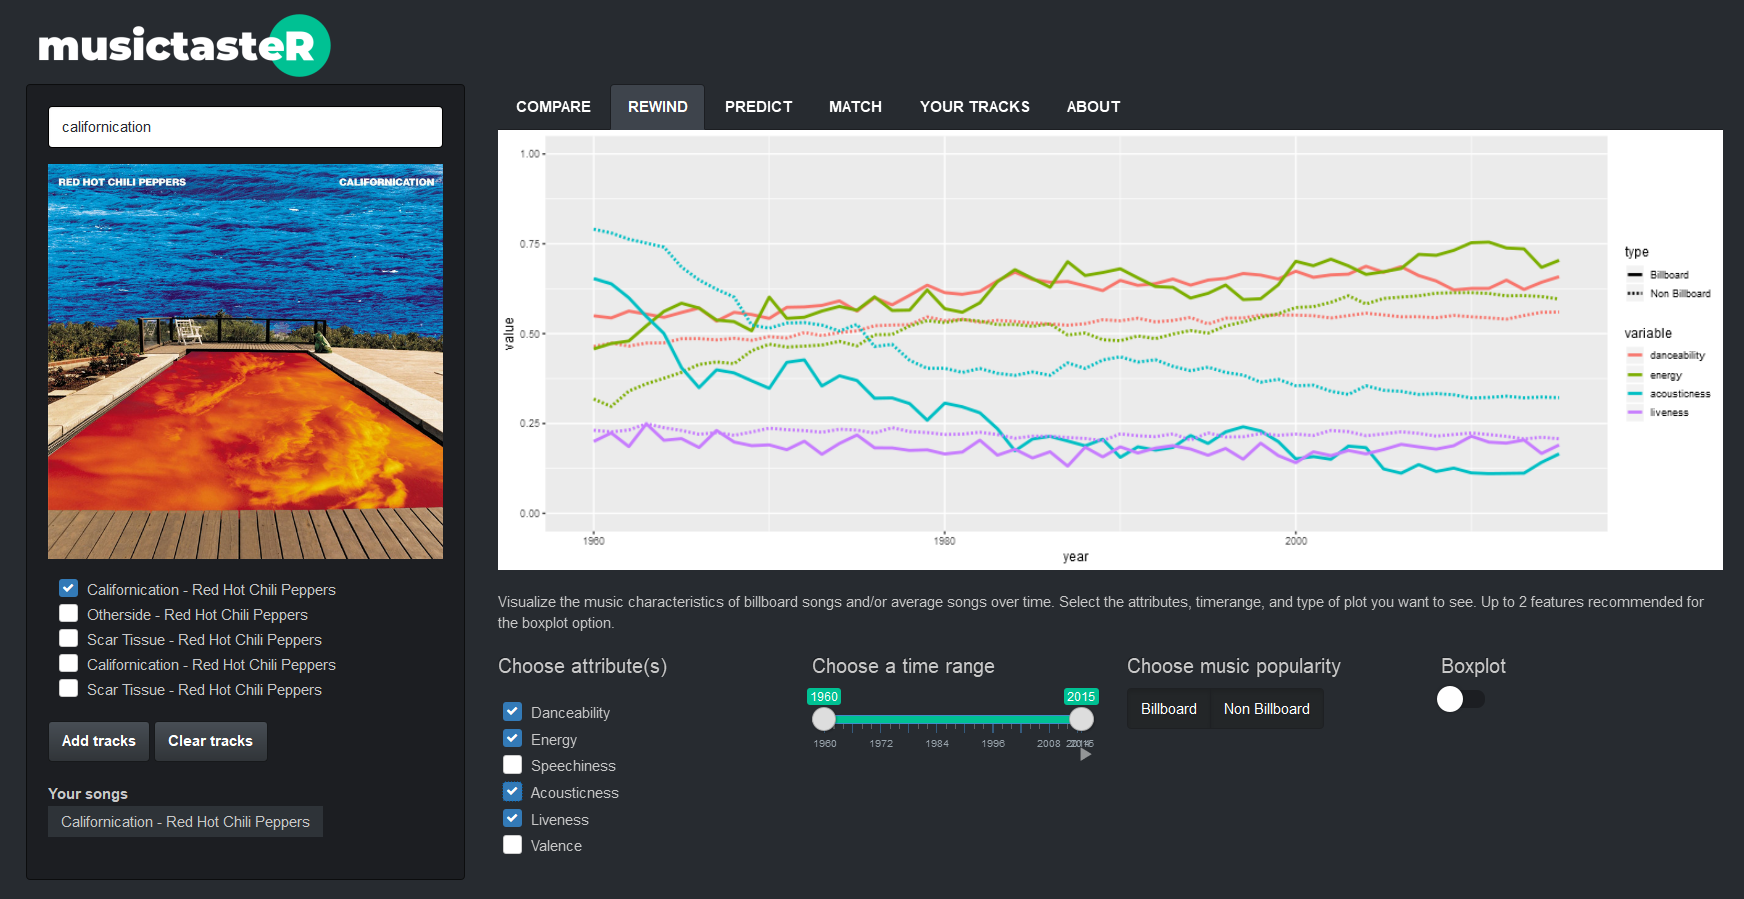 musictasteR
californication
RED HOT CHILI PEPPERS
CALIFORNICATION
Californication - Red Hot Chili Peppers
Otherside - Red Hot Chili Peppers
Scar Tissue - Red Hot Chili Peppers
Californication - Red Hot Chili Peppers
Scar Tissue - Red Hot Chili Peppers
Add tracks
Clear tracks
Your songs
Californication - Red Hot Chili Peppers
COMPARE
REWIND
PREDICT
MATCH
YOUR TRACKS
ABOUT
1.00
0.75
0.50
0.25
0.00
value
1960
1980
2000
year
type
Billboard
Non Billboard
variable
danceability
energy
acousticness
liveness
Visualize the music characteristics of billboard songs and/or average songs over time. Select the attributes, timerange, and type of plot you want to see. Up to 2 features recommended for
the boxplot option.
Choose attribute(s)
Danceability
Energy
Speechiness
Acousticness
Liveness
Valence
Choose a time range
1960
2015
1960
1972
1984
1996
2008
Choose music popularity
Billboard
Non Billboard
Boxplot